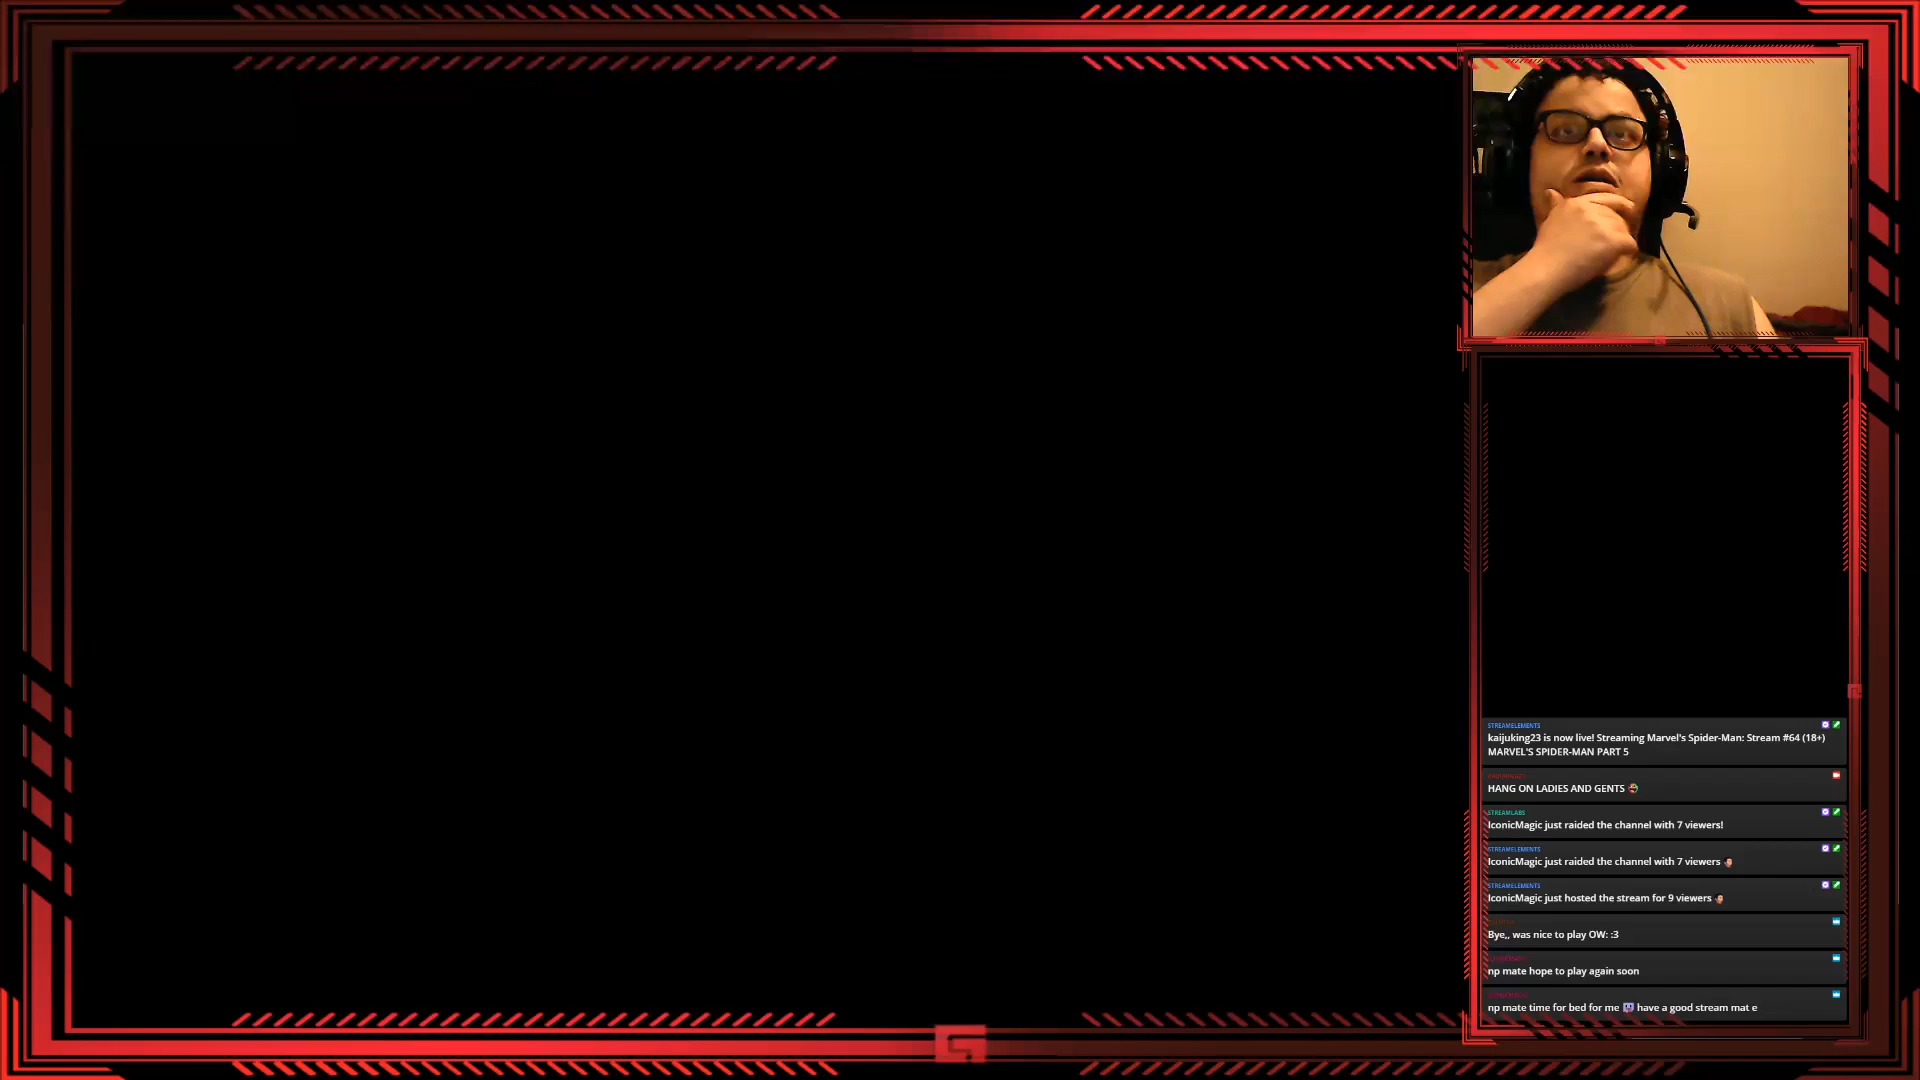 STREAMELEMENTS
kaijuking23 is now live! Streaming Marvel's Spider-Man: Stream #64 (18+)
MARVEL'S SPIDER-MAN PART 5
HANG ON LADIES AND GENTS
STREAMLABS
IconicMagic just raided the channel with 7 viewers!
STREAMELEMENTS
IconicMagic just raided the channel with 7 viewers
STREAMELEMENTS
IconicMagic just hosted the stream for 9 viewers
Bye,, was nice to play OW: :3
np mate hope to play again soon
np mate time for bed for me have a good stream mat e